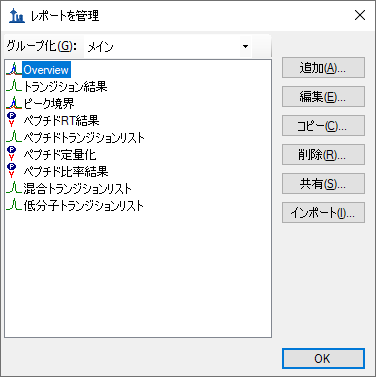 レポートを管理
グループ化(G): メイン
Overview
トランジション結果
ピーク境界
ペプチドRT結果
ペプチドトランジションリスト
ペプチド定量化
ペプチド比率結果
混合トランジションリスト
低分子トランジションリスト
追加(A)...
編集(E)...
コピー(C)...
削除(R)...
共有(S)...
インポート(I)...
OK